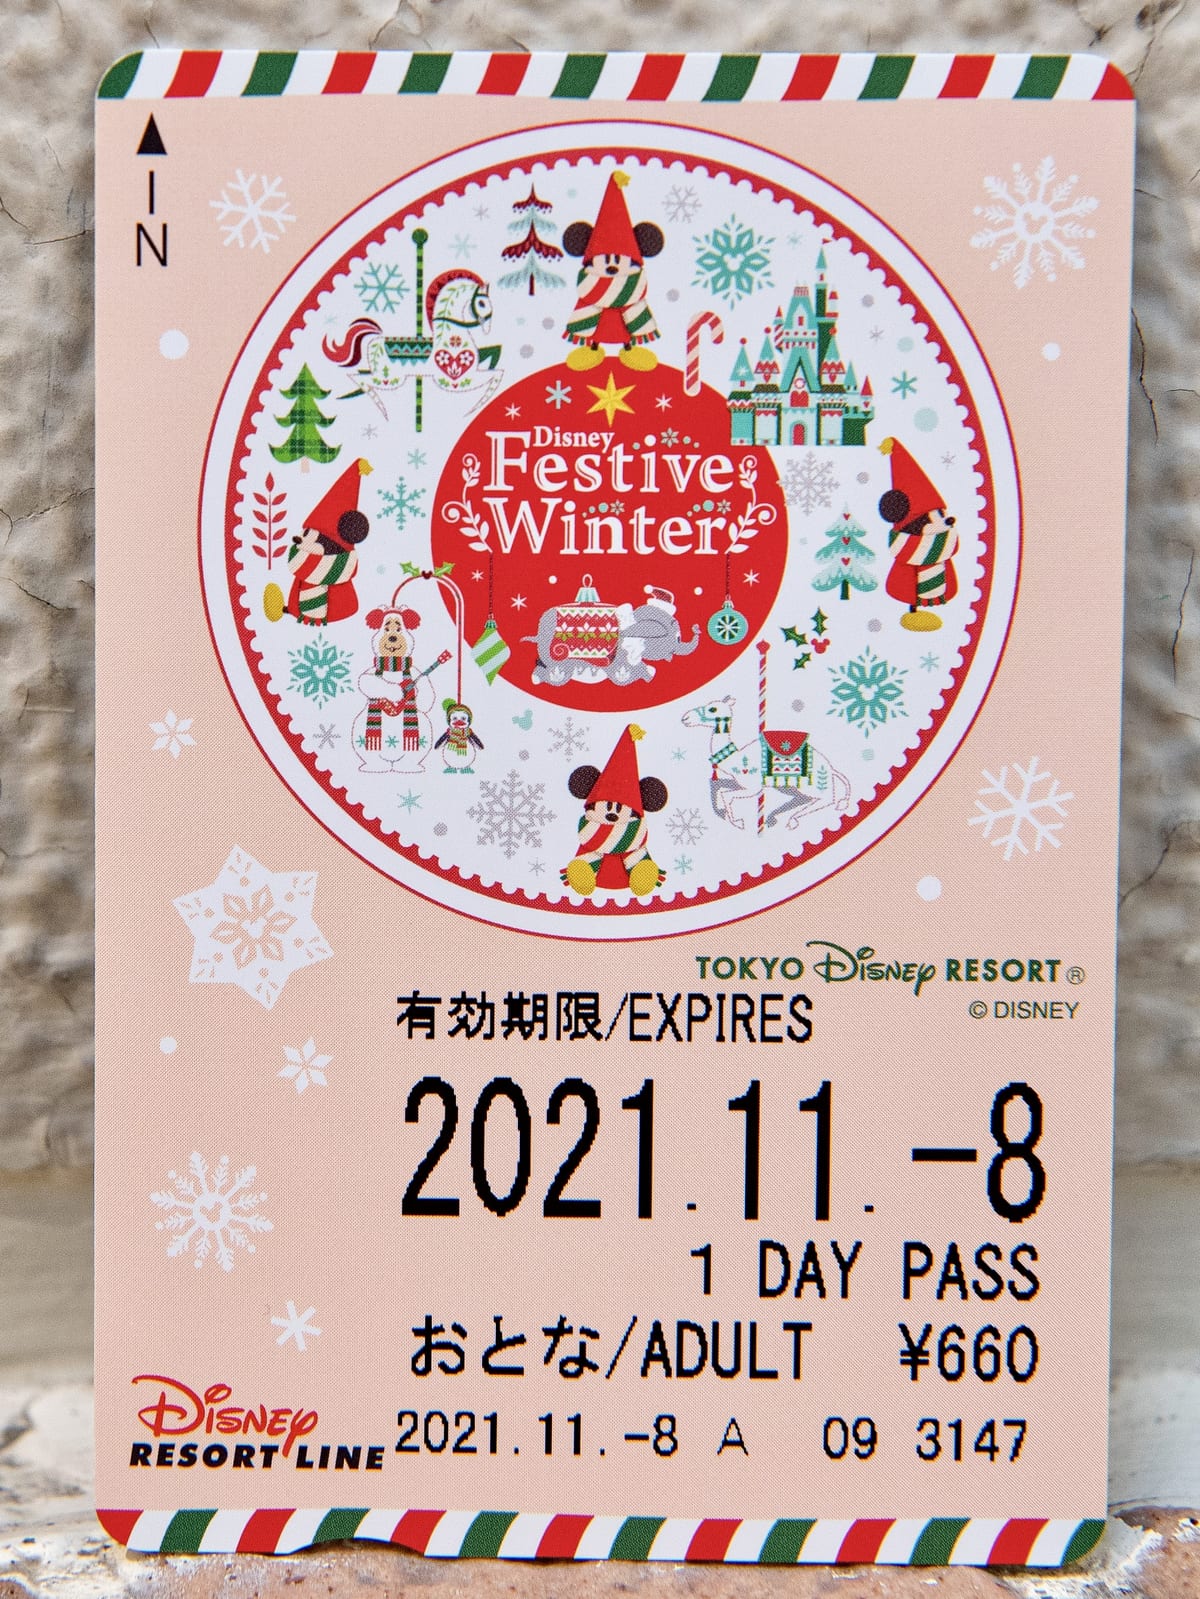 IN
Disney
Festive
Winter
TOKYO Disney RESORT®
© DISNEY
有効期限/EXPIRES
2021.11.-8
1 DAY PASS
おとな/ADULT ¥660
2021.11.-8 A 09 3147
Disney
RESORT LINE